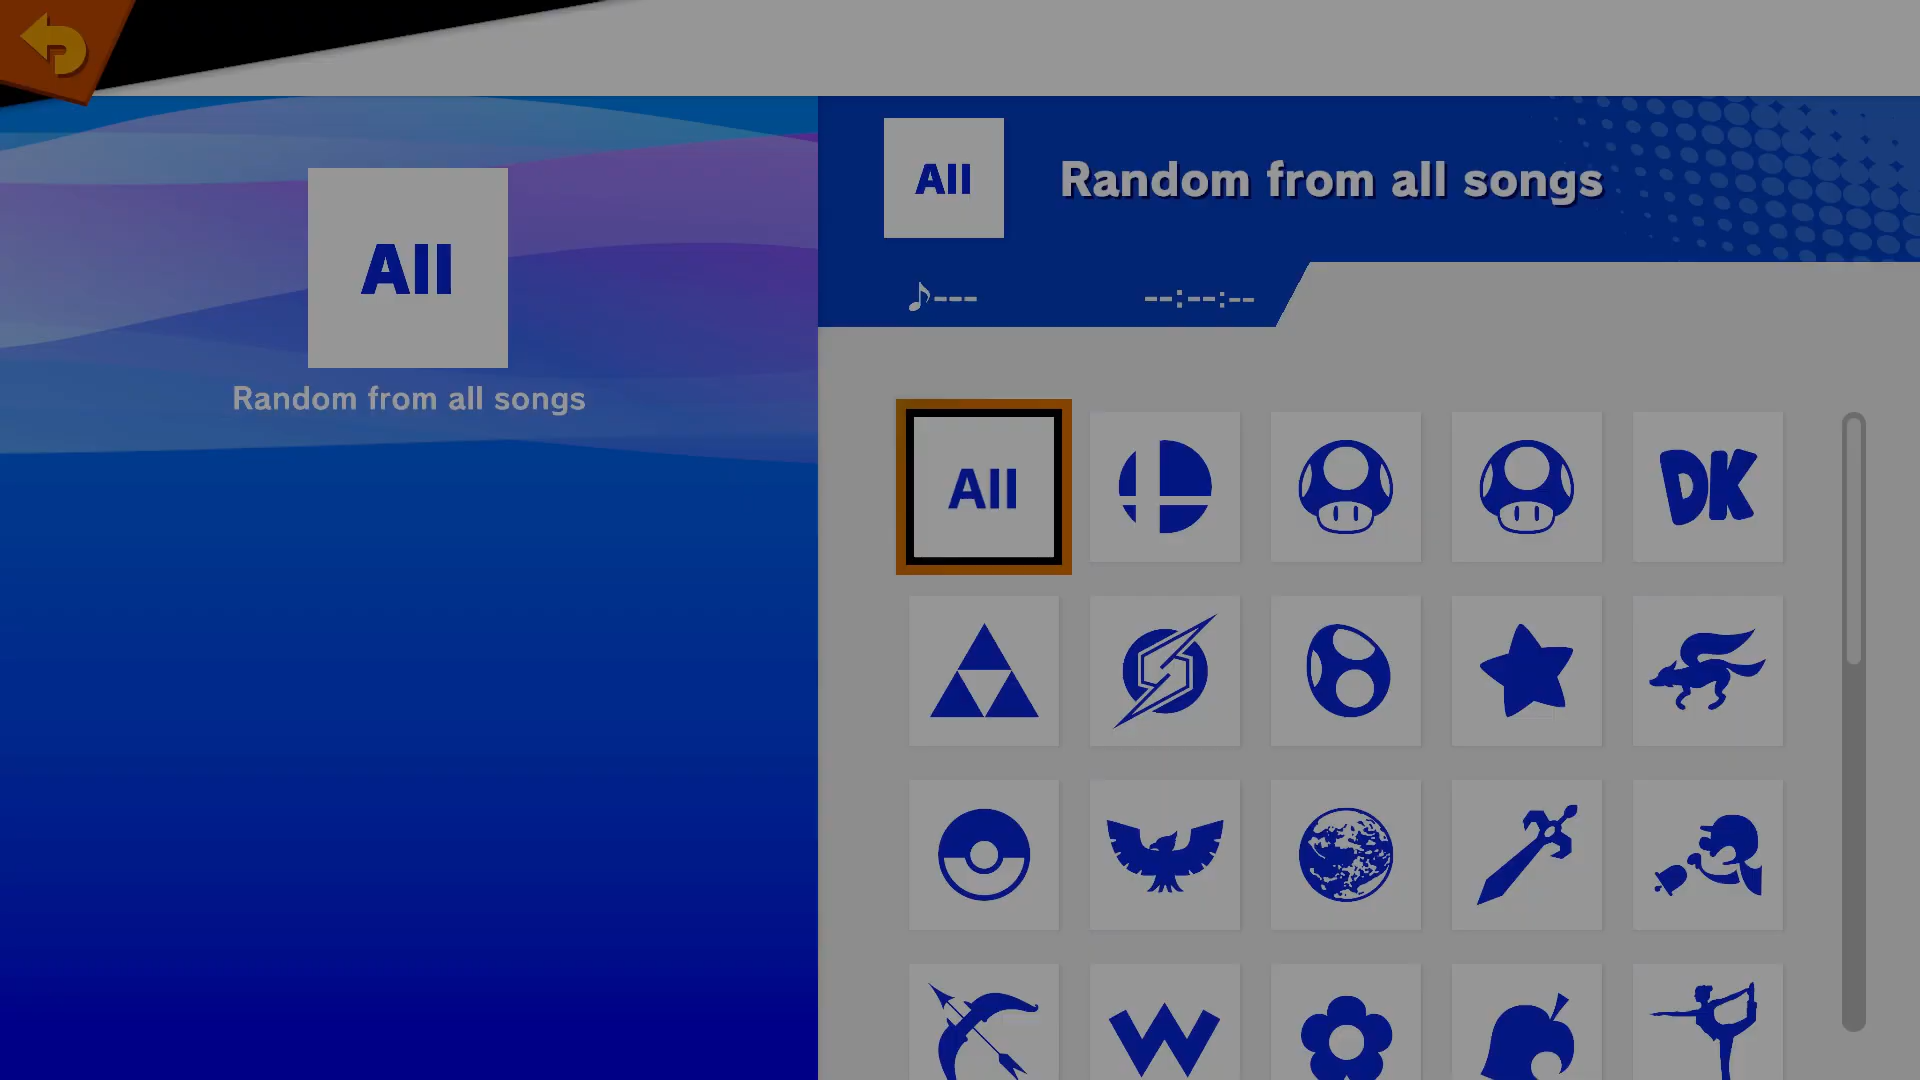 All
Random from all songs
♪--- --:--:--
All
Random from all songs
All
DK